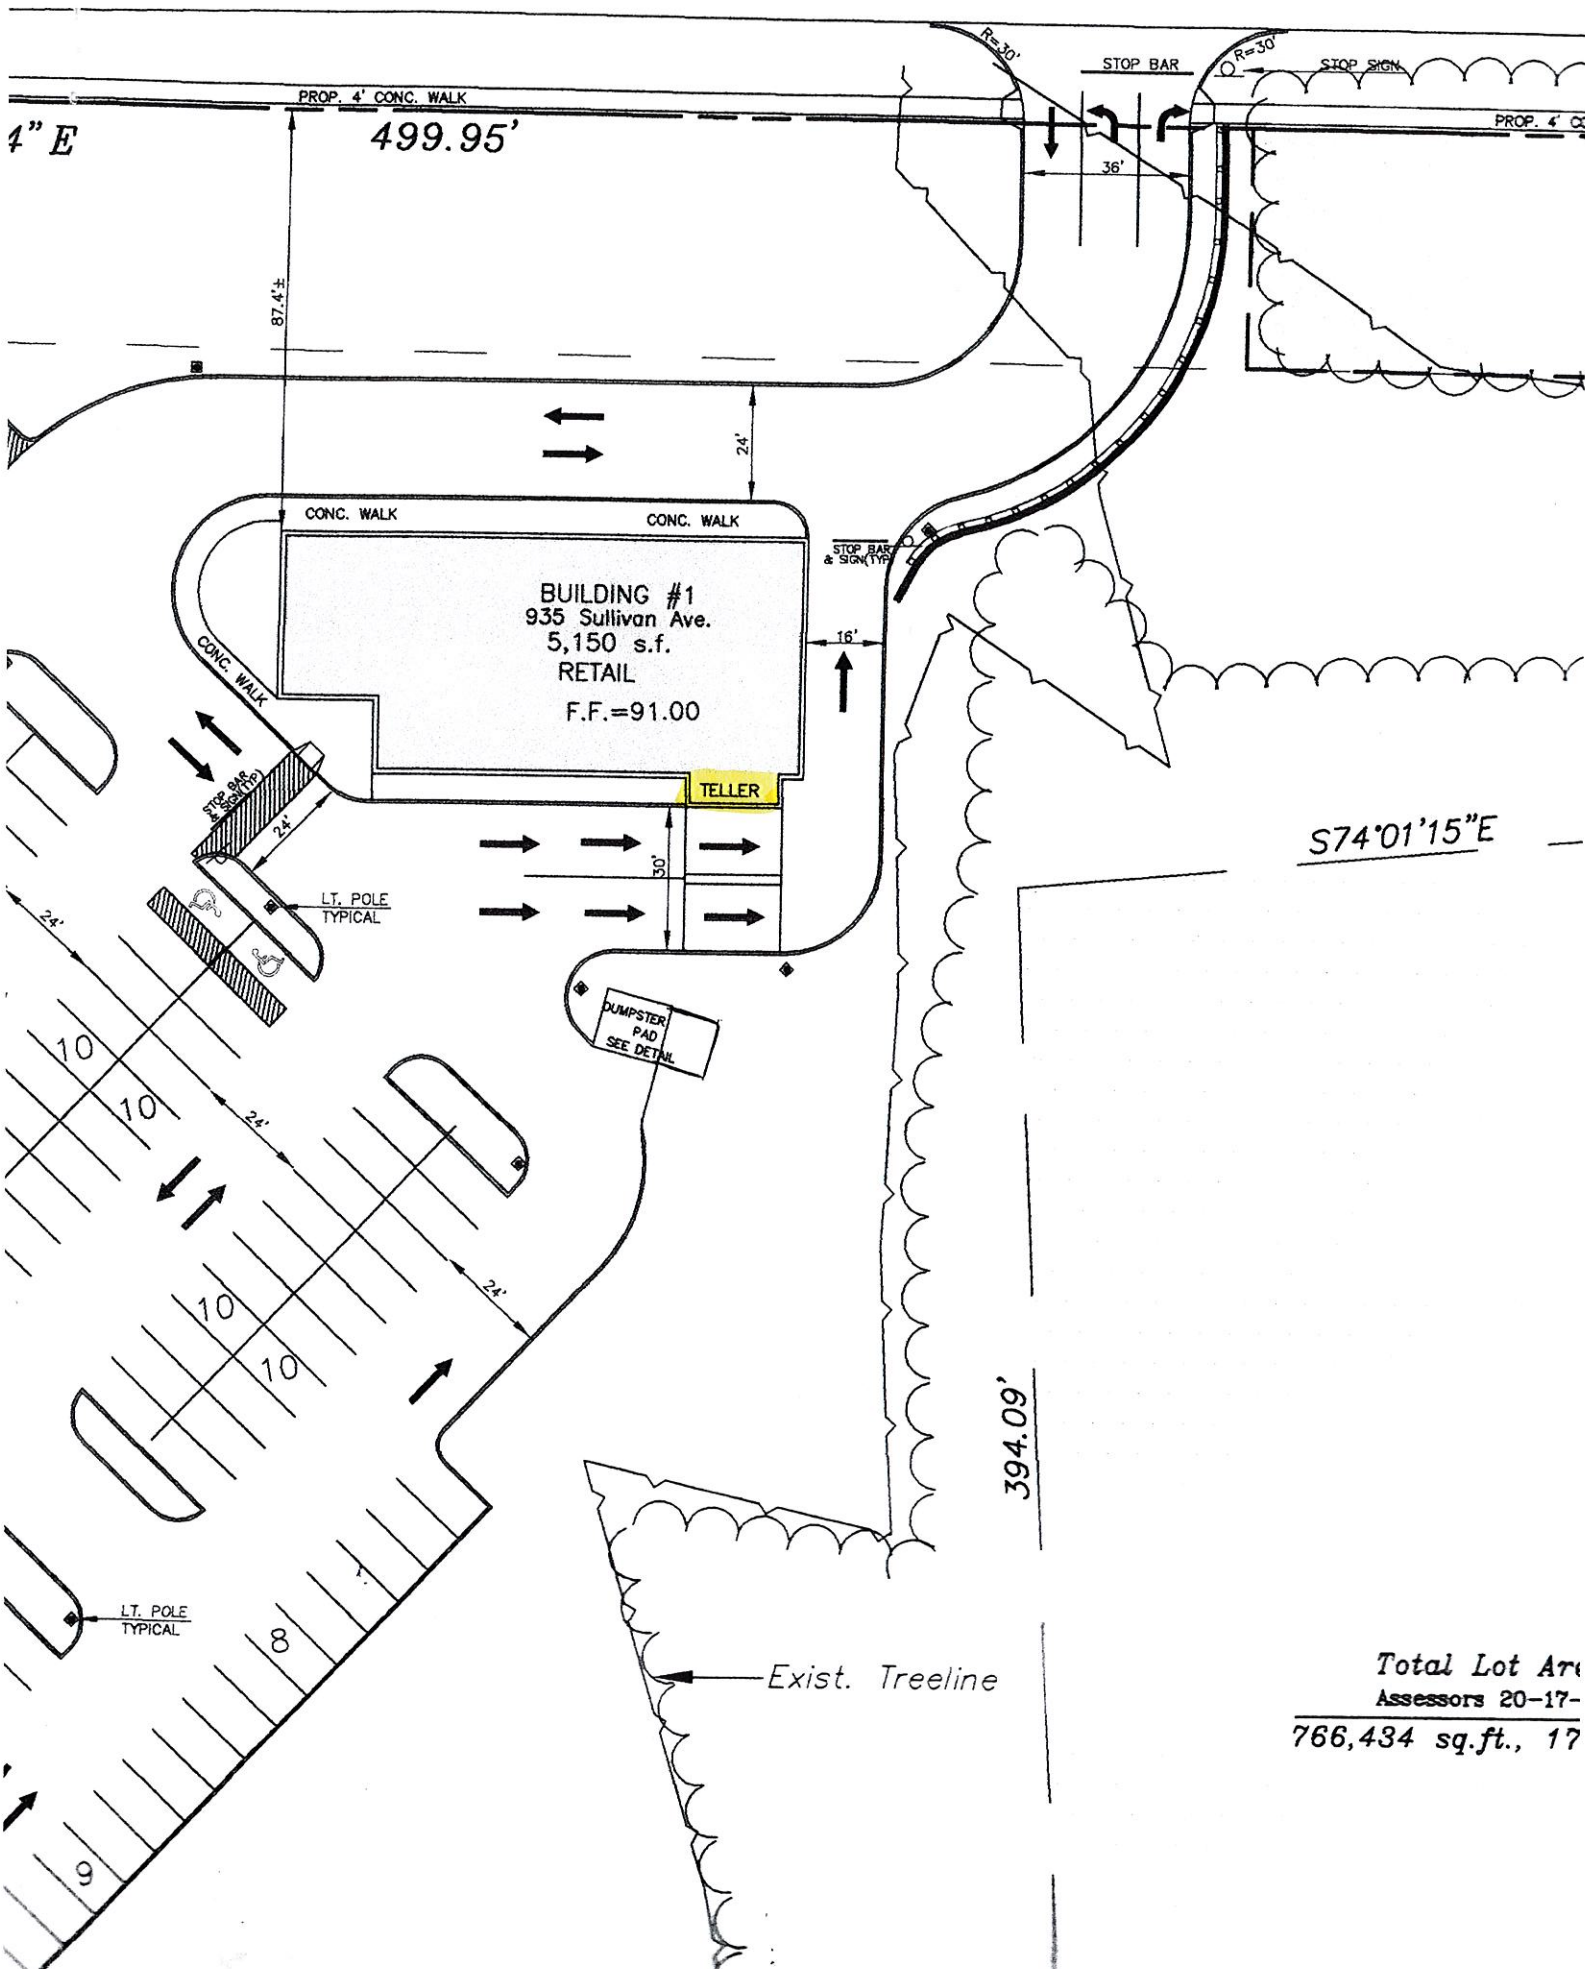 R=30'
R=30'
STOP BAR
STOP SIGN
PROP. 4' CONC. WALK
4"E
499.95'
36'
87.4'±
24'
CONC. WALK
CONC. WALK
STOP BAR
& SIGN(TYP)
BUILDING #1
935 Sullivan Ave.
5,150 s.f.
RETAIL
F.F.=91.00
16'
CONC. WALK
STOP BAR
& SIGN(TYP)
24'
TELLER
30'
S74°01'15"E
LT. POLE
TYPICAL
24'
DUMPSTER
PAD
SEE DETAIL
10
10
24'
24'
10
10
394.09'
LT. POLE
TYPICAL
8
Exist. Treeline
Total Lot
Assessors 20-17-
766,434 sq.ft., 17
9